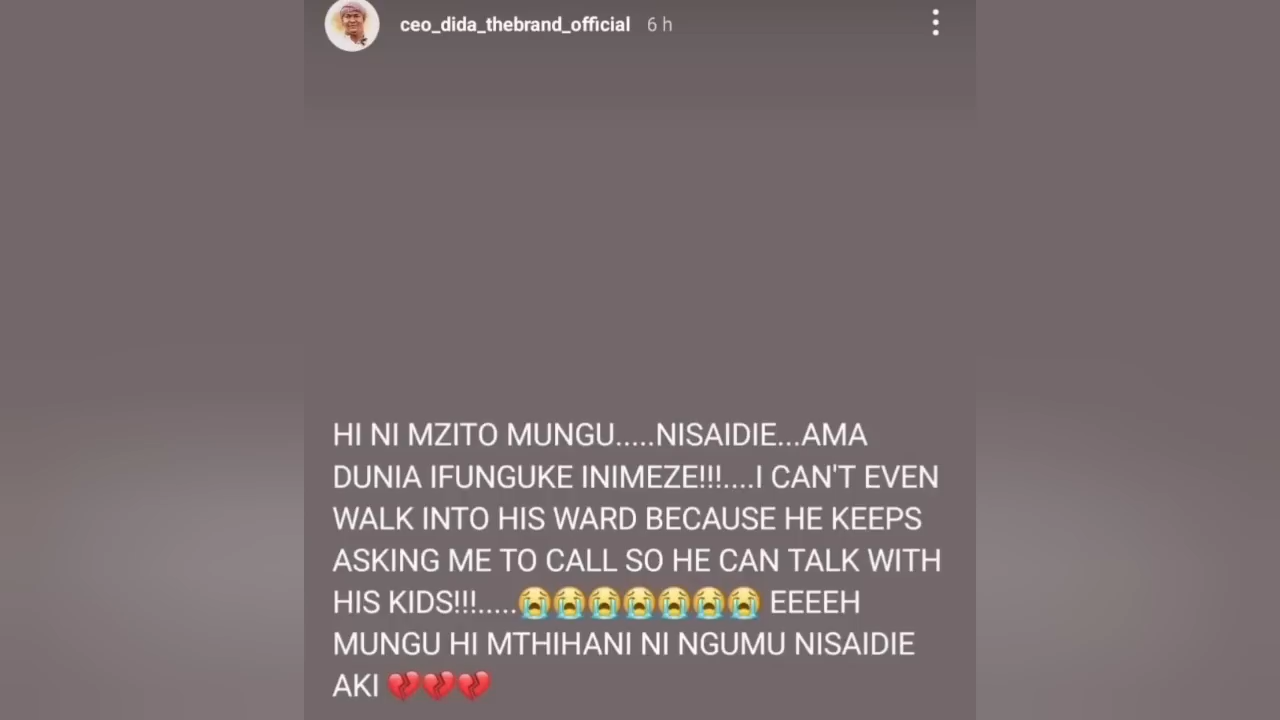 ceo_dida_thebrand_official 6 h
HI NI MZITO MUNGU.....NISAIDIE...AMA
DUNIA IFUNGUKE INIMEZE!!!....I CAN'T EVEN
WALK INTO HIS WARD BECAUSE HE KEEPS
ASKING ME TO CALL SO HE CAN TALK WITH
HIS KIDS!!!.....😭😭😭😭😭😭😭 EEEEH
MUNGU HI MTHIHANI NI NGUMU NISAIDIE
AKI 💔💔💔